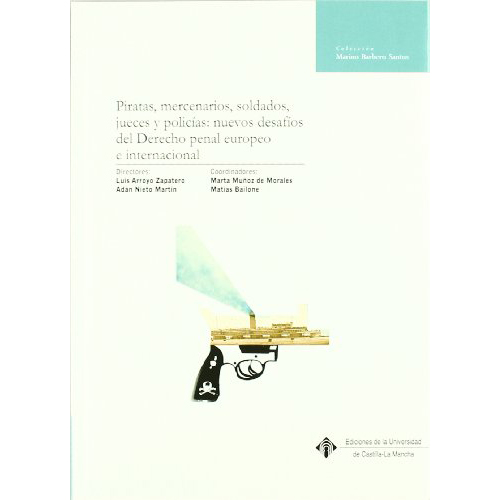 Colección
Marino Barbero Santos
Piratas, mercenarios, soldados,
jueces y policías: nuevos desafíos
del Derecho penal europeo
e internacional
Directores:
Luis Arroyo Zapatero
Adán Nieto Martín
Coordinadores:
Marta Muñoz de Morales
Matías Bailone
Ediciones de la Universidad
de Castilla-La Mancha